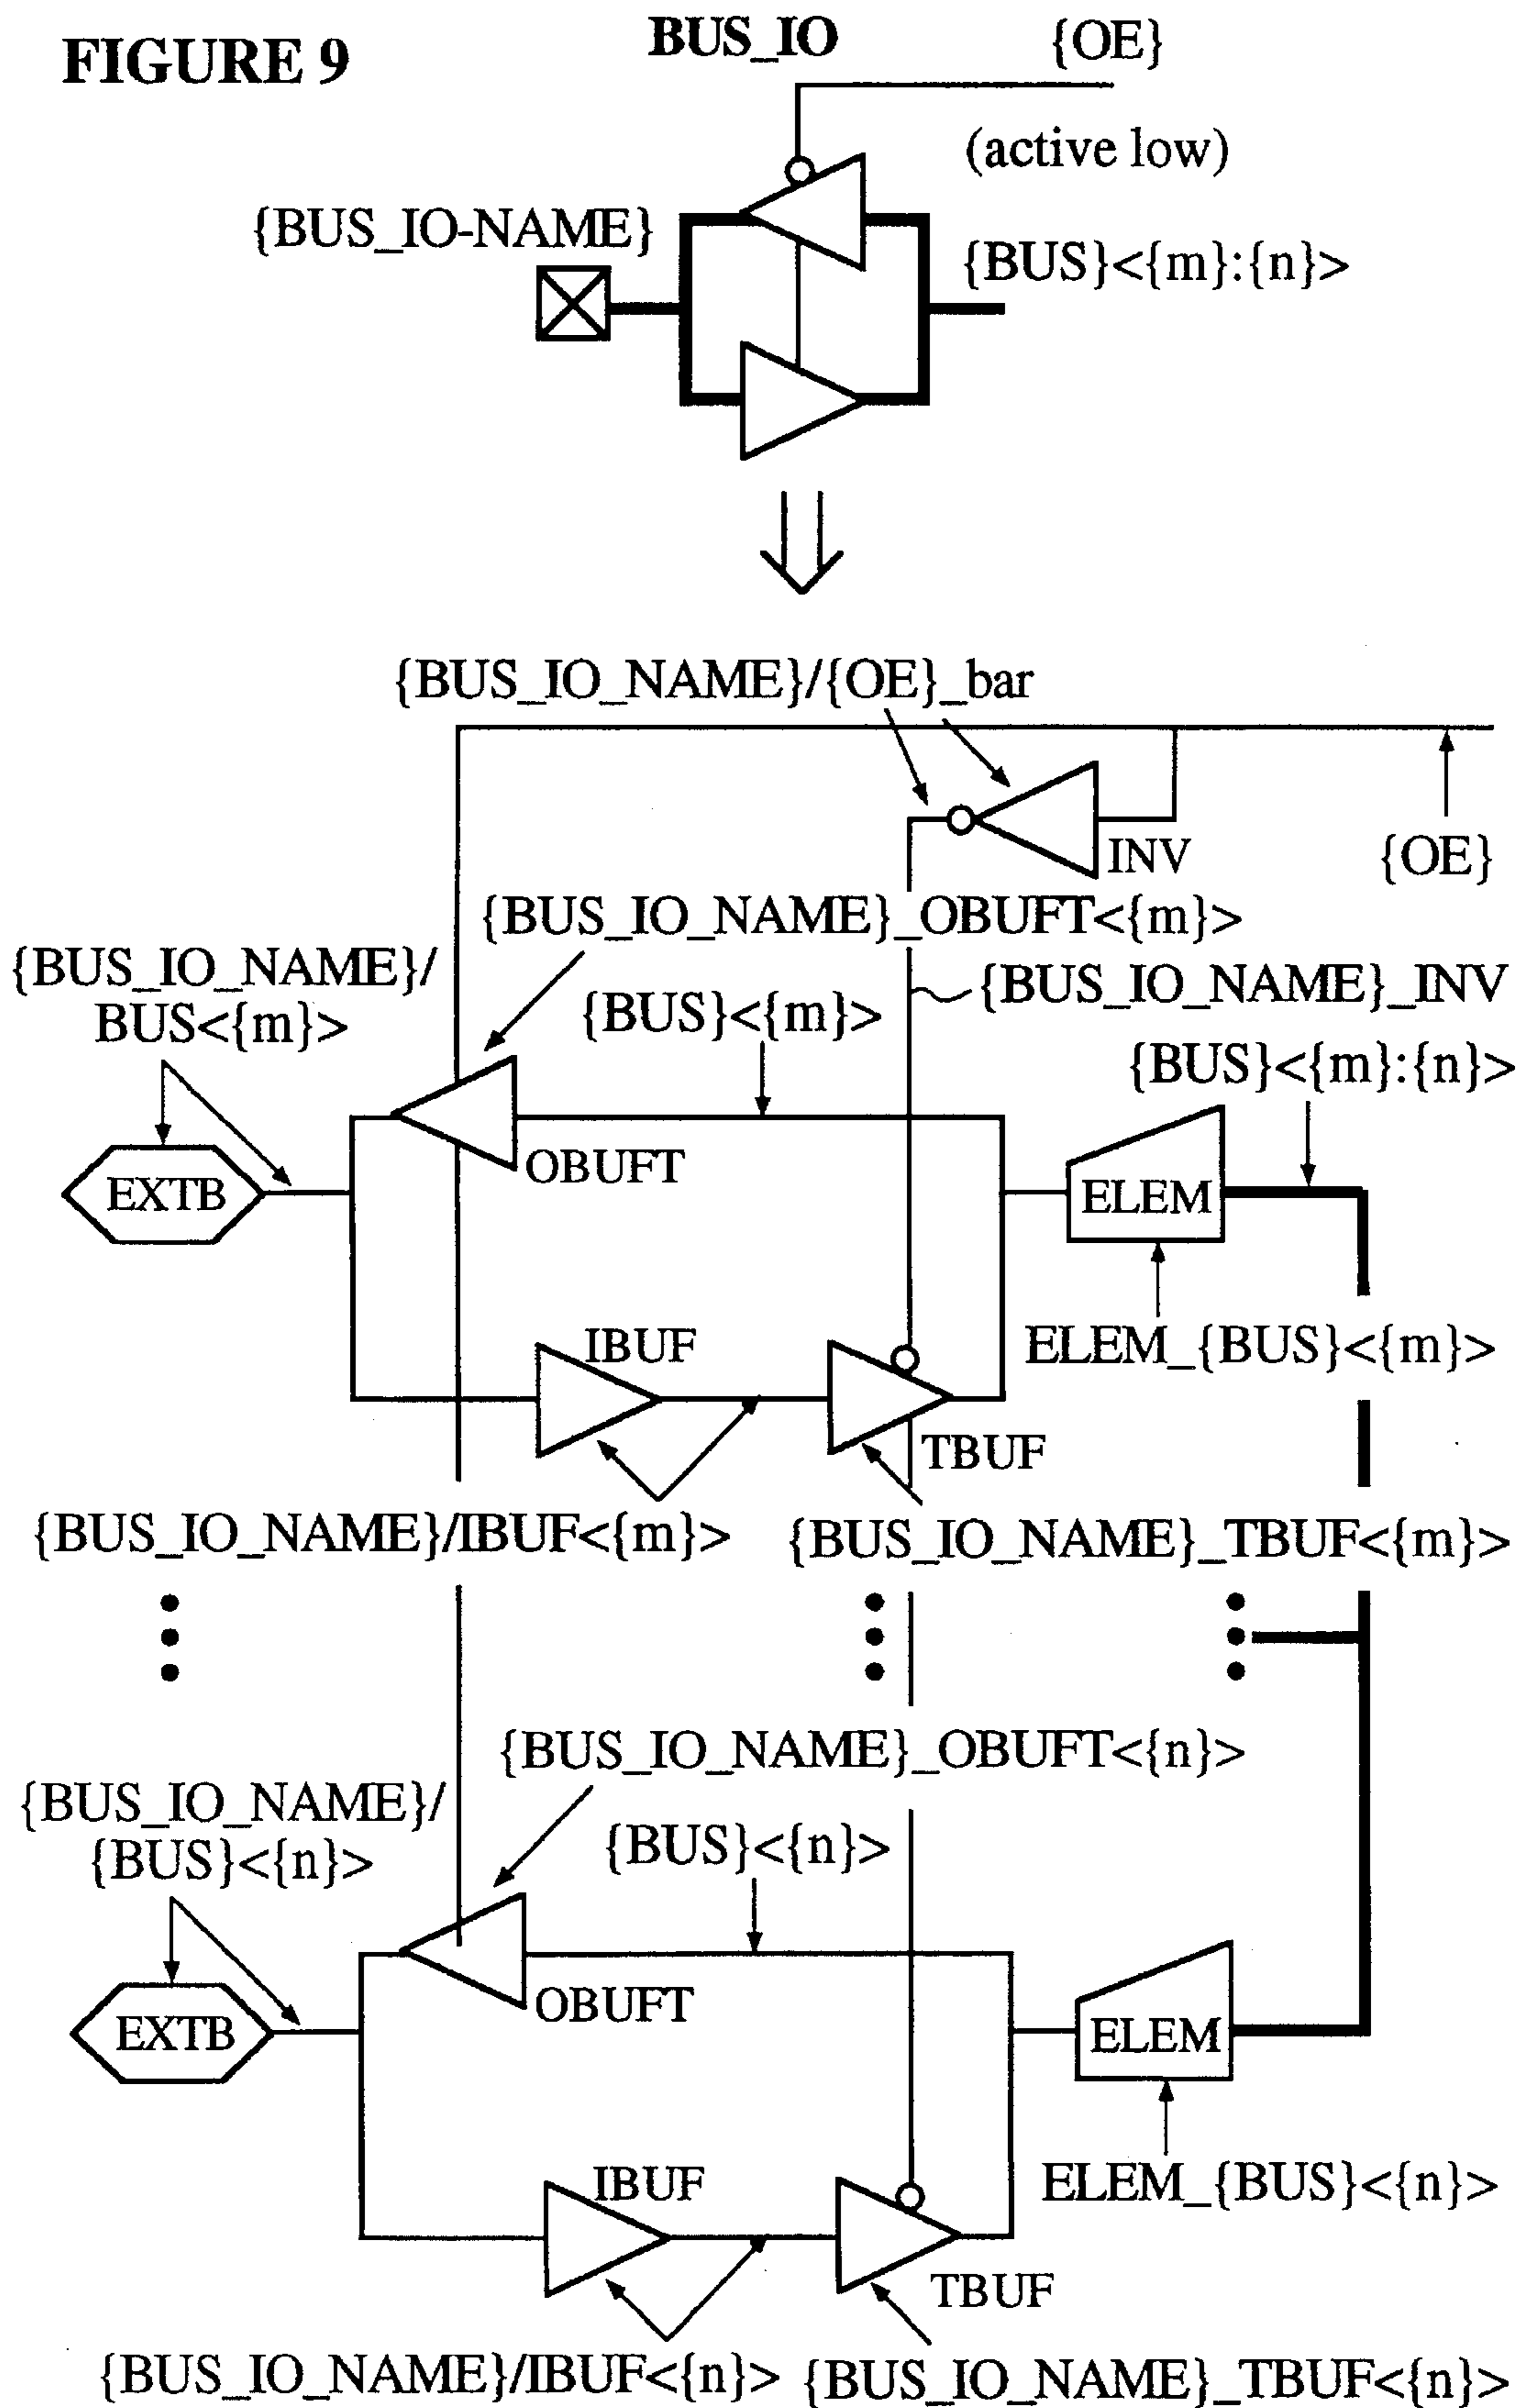 FIGURE 9
BUS_IO
{OE}
(active low)
{BUS_IO-NAME}
{BUS}<{m}:{n}>
{BUS_IO_NAME}/{OE}_bar
INV
{OE}
{BUS_IO_NAME}_OBUFT<{m}>
{BUS_IO_NAME}/
BUS<{m}>
{BUS}<{m}>
{BUS_IO_NAME}_INV
{BUS}<{m}:{n}>
OBUFT
EXTB
ELEM
IBUF
ELEM_{BUS}<{m}>
TBUF
{BUS_IO_NAME}/IBUF<{m}>
{BUS_IO_NAME}_TBUF<{m}>
{BUS_IO_NAME}_OBUFT<{n}>
{BUS_IO_NAME}/
{BUS}<{n}>
{BUS}<{n}>
OBUFT
EXTB
ELEM
IBUF
ELEM_{BUS}<{n}>
TBUF
{BUS_IO_NAME}/IBUF<{n}>
{BUS_IO_NAME}_TBUF<{n}>